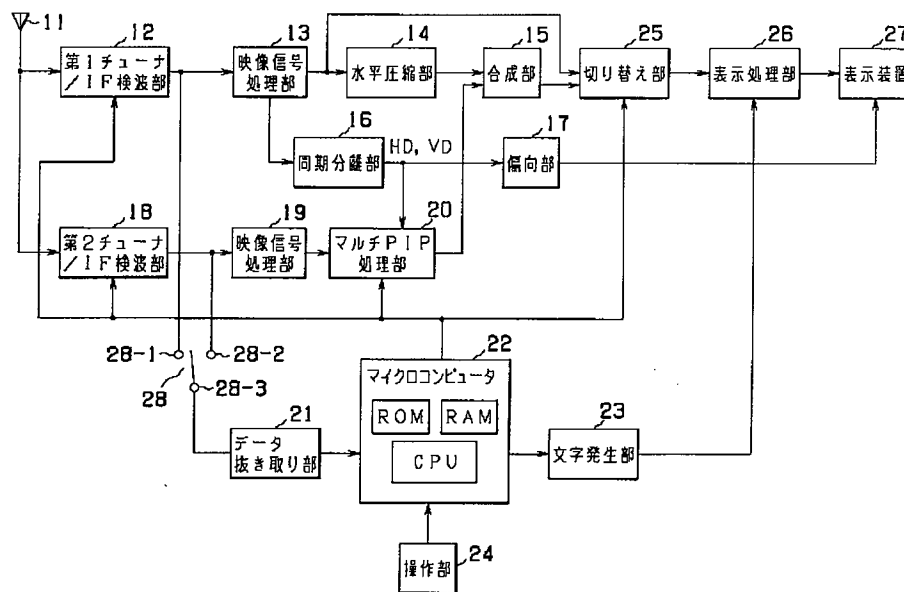 11
12
第1チューナ
/IF検波部
13
映像信号
処理部
14
水平圧縮部
15
合成部
25
切り替え部
26
表示処理部
27
表示装置
16
同期分離部
HD, VD
17
偏向部
18
第2チューナ
/IF検波部
19
映像信号
処理部
20
マルチPIP
処理部
28-1
28-2
28
28-3
21
データ
抜き取り部
22
マイクロコンピュータ
ROM
RAM
CPU
23
文字発生部
24
操作部